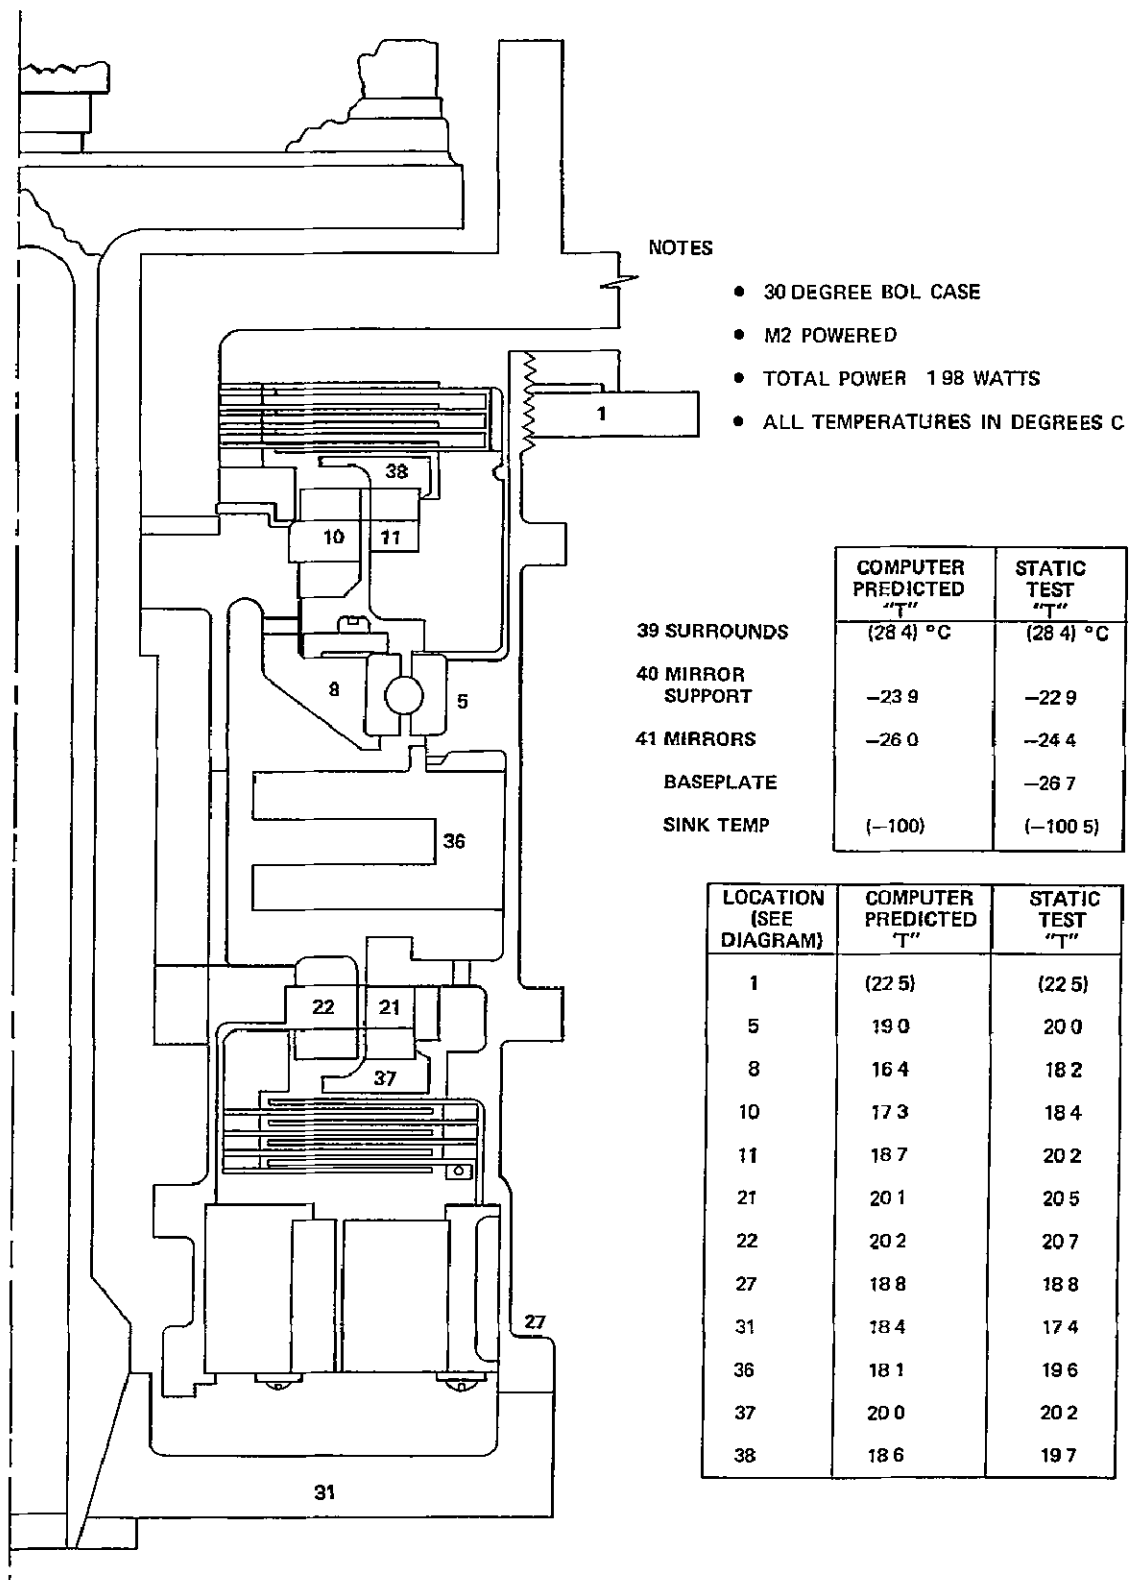 NOTES
• 30 DEGREE BOL CASE
• M2 POWERED
• TOTAL POWER 1 98 WATTS
• ALL TEMPERATURES IN DEGREES C
1
38
10 11
8 5
36
22 21
37
27
31
COMPUTER PREDICTED "T" STATIC TEST "T"
39 SURROUNDS (28 4) °C (28 4) °C
40 MIRROR
SUPPORT −23 9 −22 9
41 MIRRORS −26 0 −24 4
BASEPLATE −26 7
SINK TEMP (−100) (−100 5)
LOCATION (SEE DIAGRAM) COMPUTER PREDICTED "T" STATIC TEST "T"
1 (22 5) (22 5)
5 19 0 20 0
8 16 4 18 2
10 17 3 18 4
11 18 7 20 2
21 20 1 20 5
22 20 2 20 7
27 18 8 18 8
31 18 4 17 4
36 18 1 19 6
37 20 0 20 2
38 18 6 19 7